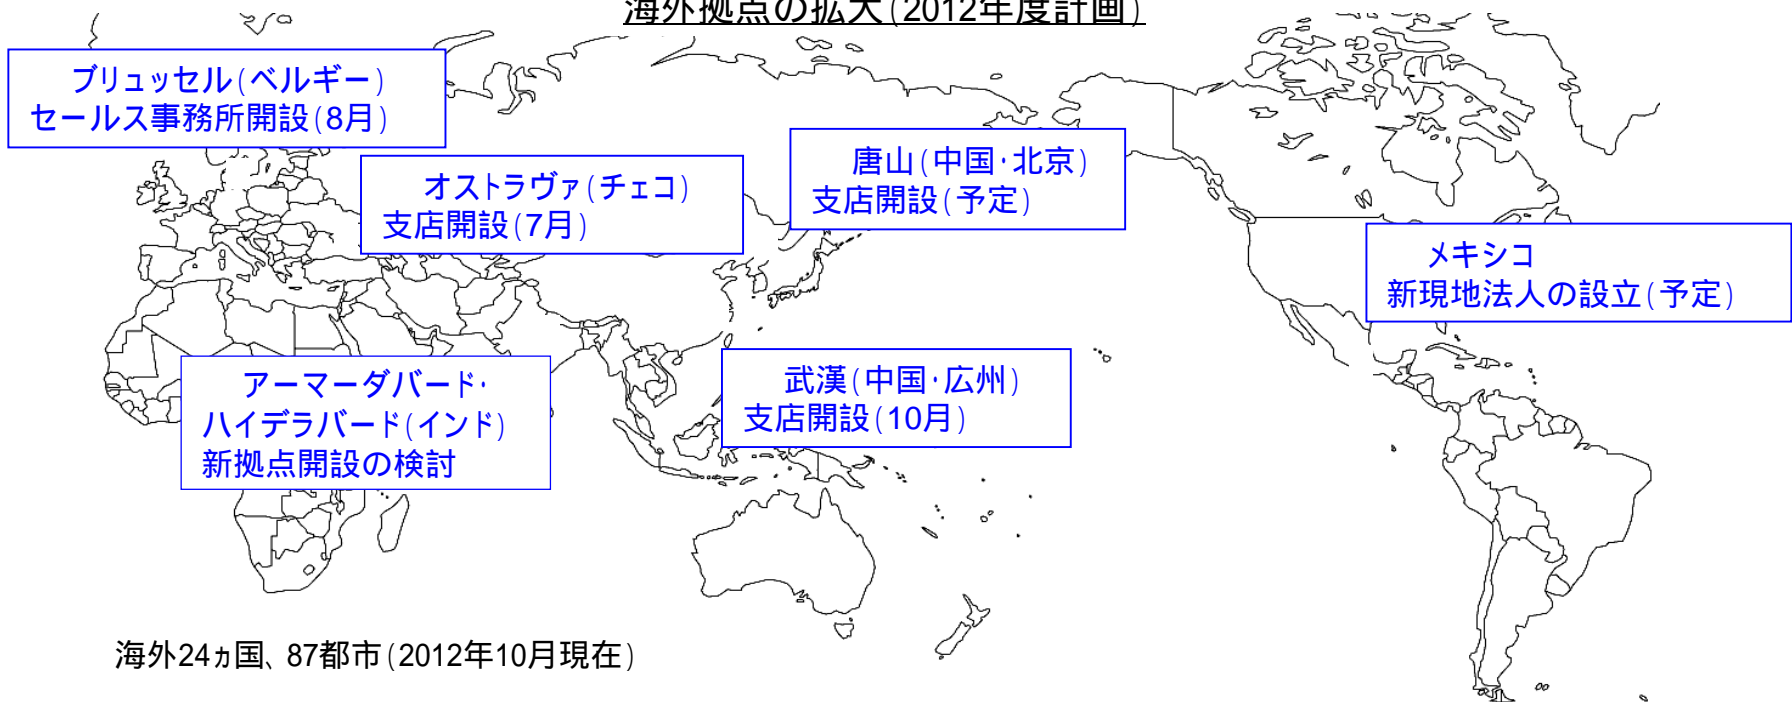 海外拠点の拡大(2012年度計画)
ブリュッセル(ベルギー)
セールス事務所開設(8月)
オストラヴァ(チェコ)
支店開設(7月)
唐山(中国・北京)
支店開設(予定)
メキシコ
新現地法人の設立(予定)
アーマーダバード・
ハイデラバード(インド)
新拠点開設の検討
武漢(中国・広州)
支店開設(10月)
海外24ヵ国、87都市(2012年10月現在)